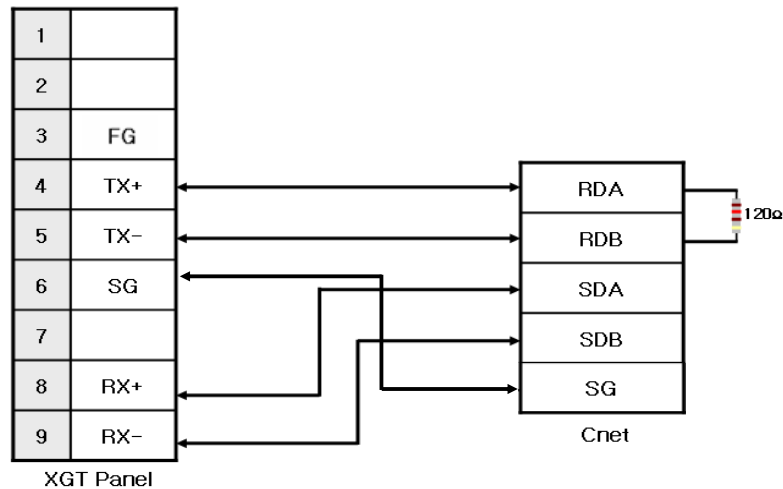 1
2
3 FG
4 TX+
5 TX-
6 SG
7
8 RX+
9 RX-
XGT Panel
RDA
RDB
SDA
SDB
SG
Cnet
120Ω